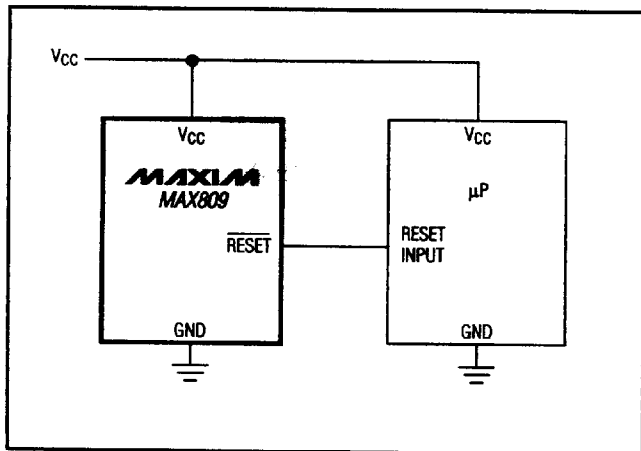 VCC
VCC
MAXIM
MAX809
RESET
GND
VCC
µP
RESET
INPUT
GND